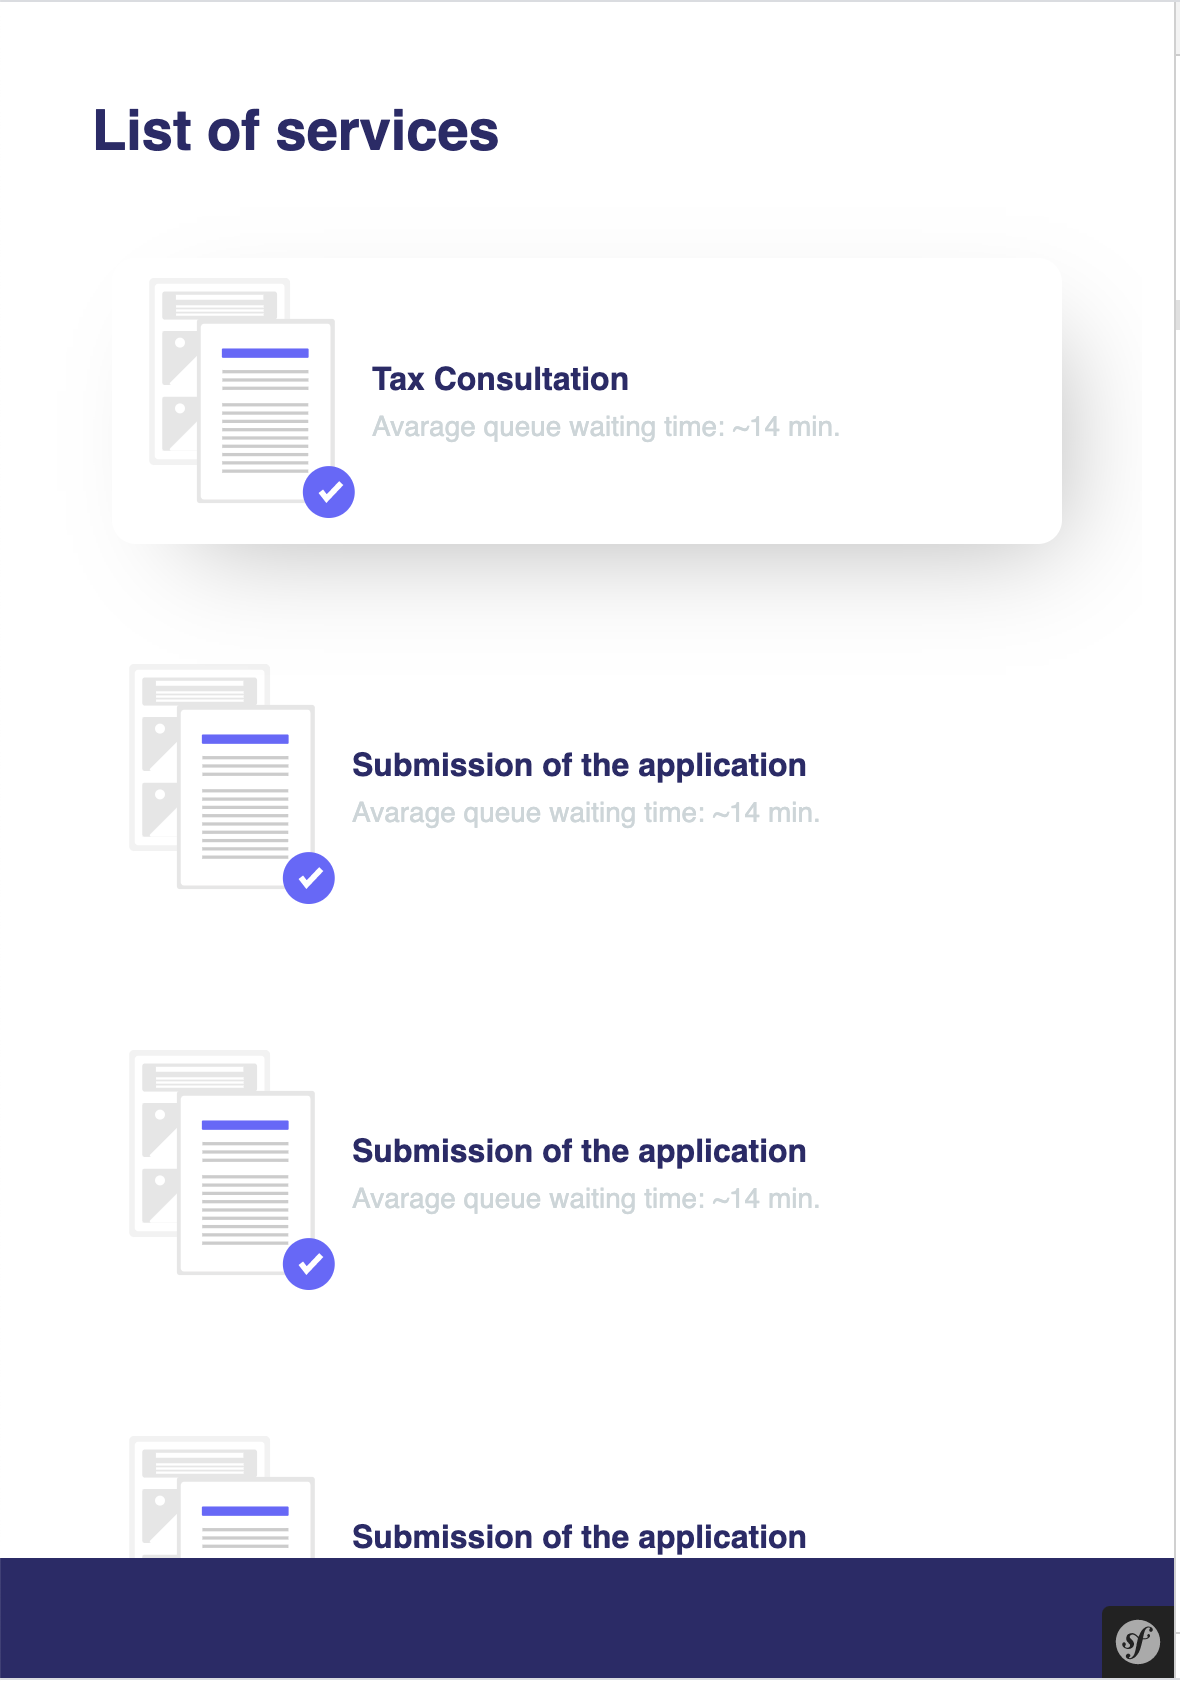 List of services
Tax Consultation
Avarage queue waiting time: ~14 min.
Submission of the application
Avarage queue waiting time: ~14 min.
Submission of the application
Avarage queue waiting time: ~14 min.
Submission of the application
sf